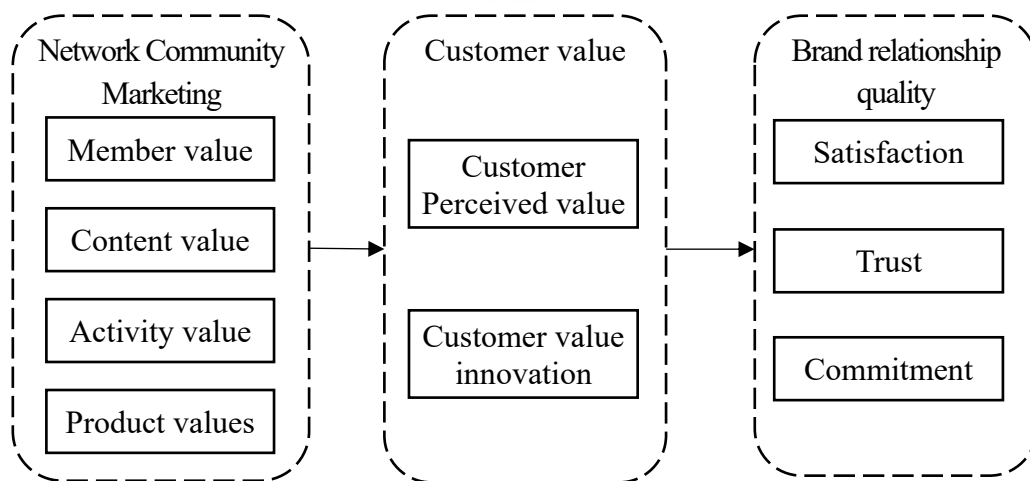 Network Community
Marketing
Member value
Content value
Activity value
Product values
Customer value
Customer
Perceived value
Customer value
innovation
Brand relationship
quality
Satisfaction
Trust
Commitment